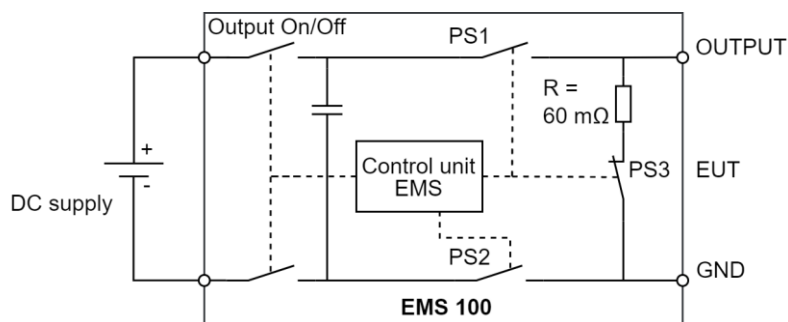 Output On/Off
PS1
OUTPUT
R =
60 mΩ
+
-
Control unit
EMS
PS3
EUT
DC supply
PS2
GND
EMS 100